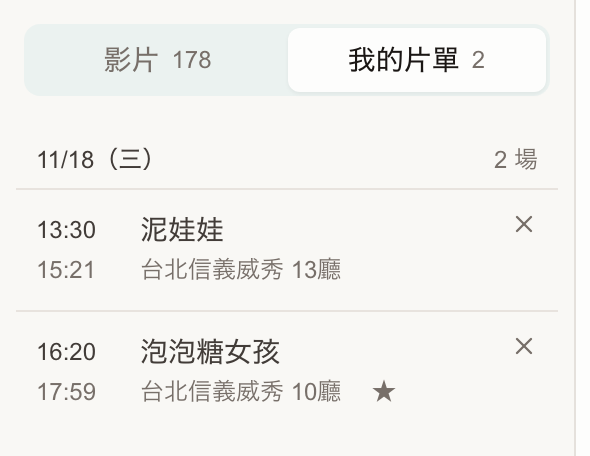 影片 178 我的片單 2
11/18（三） 2 場
13:30 泥娃娃 ×
15:21 台北信義威秀 13廳
16:20 泡泡糖女孩 ×
17:59 台北信義威秀 10廳 ★